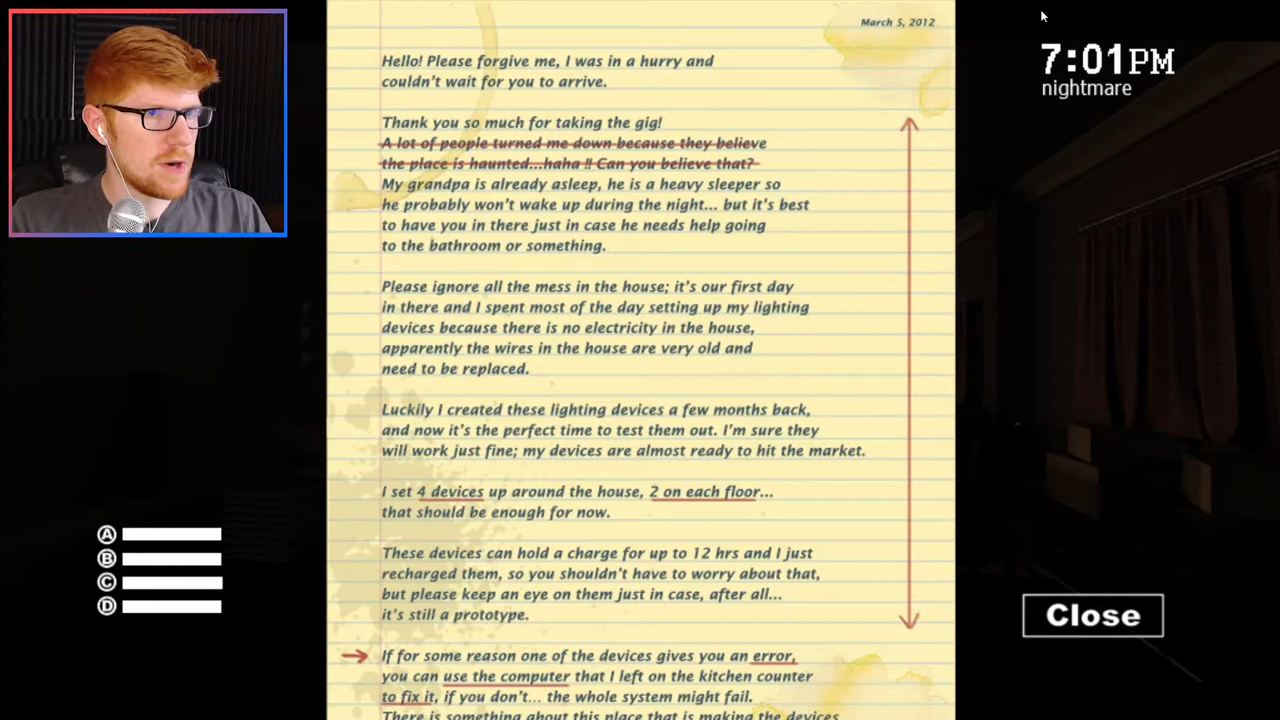 March 5, 2012
7:01PM
nightmare
Hello! Please forgive me, I was in a hurry and
couldn't wait for you to arrive.
Thank you so much for taking the gig!
A lot of people turned me down because they believe
the place is haunted...haha !! Can you believe that?
My grandpa is already asleep, he is a heavy sleeper so
he probably won't wake up during the night... but it's best
to have you in there just in case he needs help going
to the bathroom or something.
Please ignore all the mess in the house; it's our first day
in there and I spent most of the day setting up my lighting
devices because there is no electricity in the house,
apparently the wires in the house are very old and
need to be replaced.
Luckily I created these lighting devices a few months back,
and now it's the perfect time to test them out. I'm sure they
will work just fine; my devices are almost ready to hit the market.
I set 4 devices up around the house, 2 on each floor...
that should be enough for now.
These devices can hold a charge for up to 12 hrs and I just
recharged them, so you shouldn't have to worry about that,
but please keep an eye on them just in case, after all...
it's still a prototype.
If for some reason one of the devices gives you an error,
you can use the computer that I left on the kitchen counter
to fix it, if you don't... the whole system might fail.
There is something about this place that is making the devices
A
B
C
D
Close